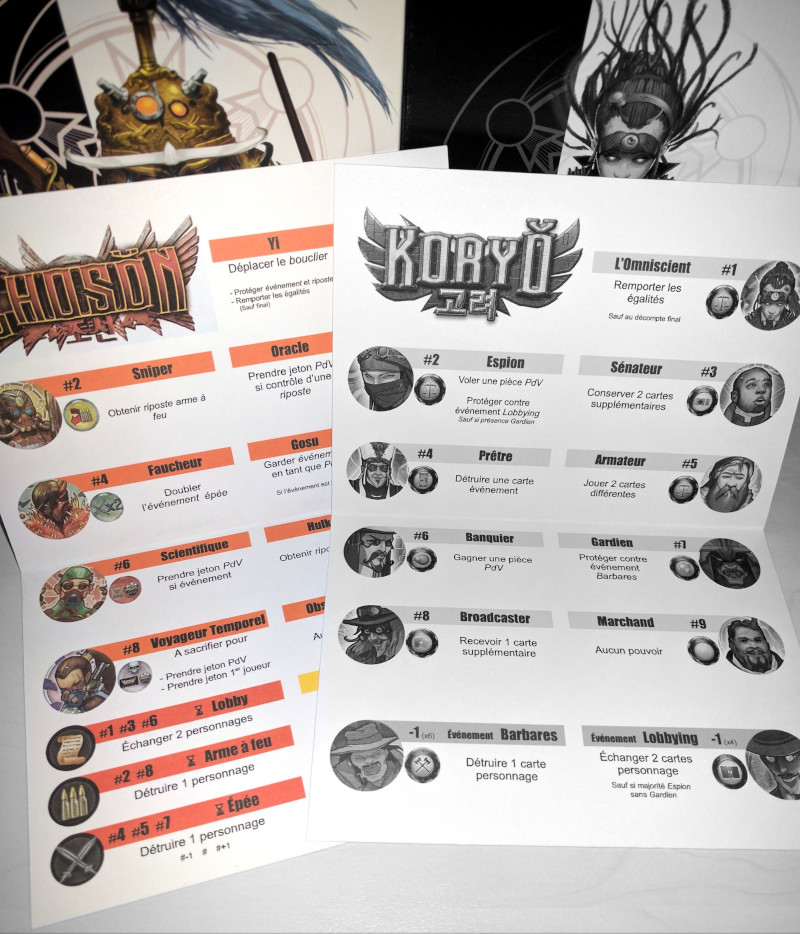 CHOSŎN
Yi
Déplacer le bouclier
- Protéger événement et riposte
- Remporter les égalités
(Sauf final)
#2 Sniper
Obtenir riposte arme à
feu
Oracle
Prendre jeton PdV
si contrôle d'une
riposte
#4 Faucheur
x2
Doubler
l'événement épée
Gosu
Garder événem
en tant que P
Si l'événement est
#6 Scientifique
Prendre jeton PdV
si événement
Hulk
Obtenir ripo
#8 Voyageur Temporel
A sacrifier pour
- Prendre jeton PdV
- Prendre jeton 1er joueur
Obs
Au
#1 #3 #6 Lobby
Échanger 2 personnages
#2 #8 Arme à feu
Détruire 1 personnage
#4 #5 #7 Épée
Détruire 1 personnage
#-1 # #+1
KORYŎ
고려
L'Omniscient #1
Remporter les
égalités
Sauf au décompte final
#2 Espion
Voler une pièce PdV
Protéger contre
événement Lobbying
Sauf si présence Gardien
Sénateur #3
Conserver 2 cartes
supplémentaires
#4 Prêtre
Détruire une carte
événement
Armateur #5
Jouer 2 cartes
différentes
#6 Banquier
Gagner une pièce
PdV
Gardien #7
Protéger contre
évènement
Barbares
#8 Broadcaster
Recevoir 1 carte
supplémentaire
Marchand #9
Aucun pouvoir
-1 (x6) Événement Barbares
Détruire 1 carte
personnage
Événement Lobbying -1 (x4)
Échanger 2 cartes
personnage
Sauf si majorité Espion
sans Gardien